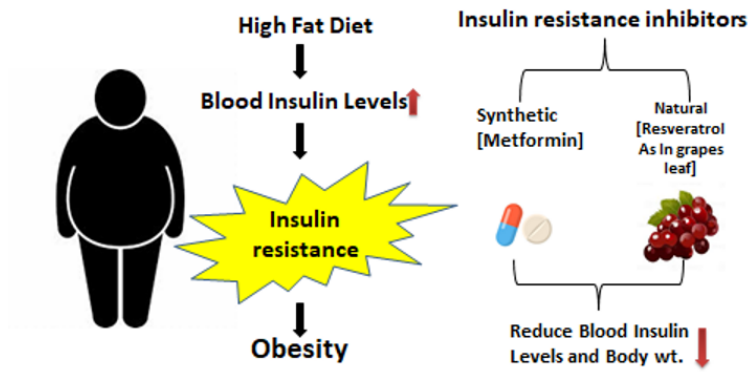 High Fat Diet
Blood Insulin Levels
Insulin
resistance
Obesity
Insulin resistance inhibitors
Synthetic
[Metformin]
Natural
[Resveratrol
As In grapes
leaf]
Reduce Blood Insulin
Levels and Body wt.